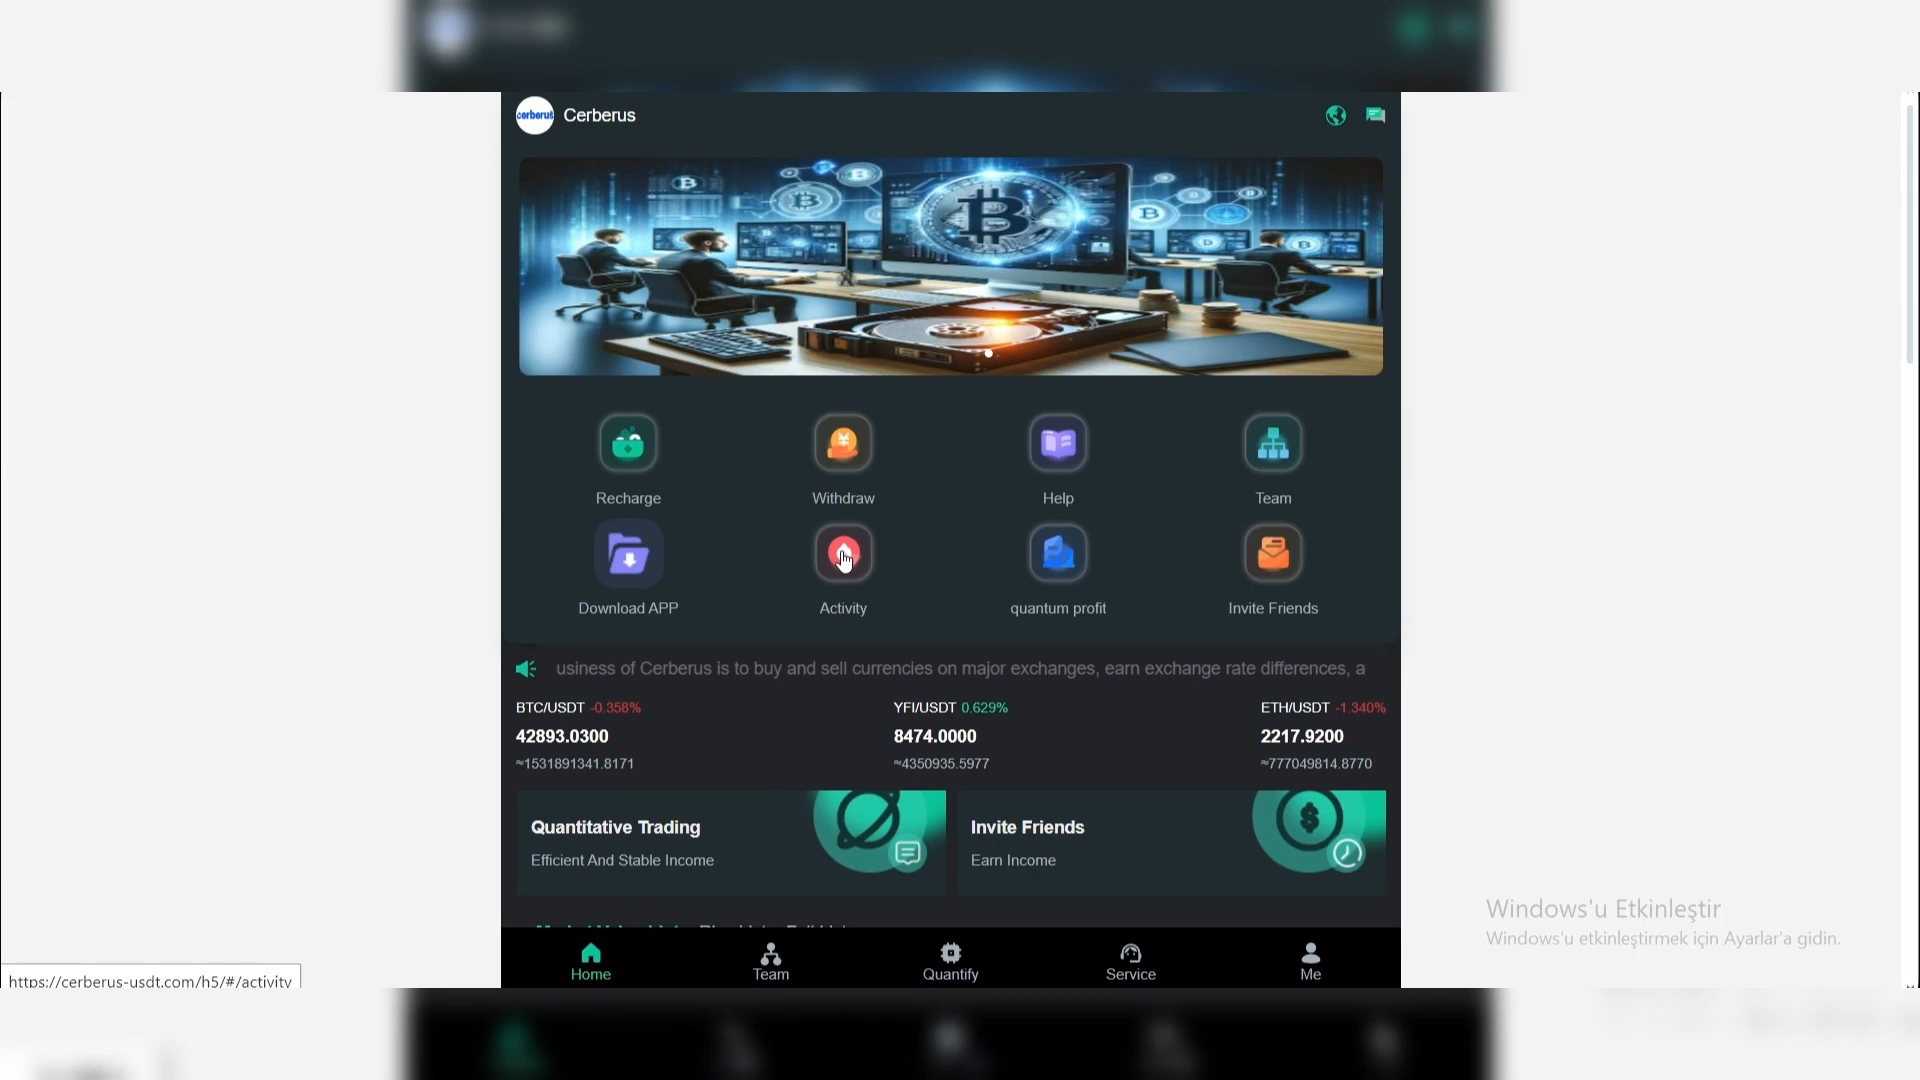 cerberus
Cerberus
Recharge
Withdraw
Help
Team
Download APP
Activity
quantum profit
Invite Friends
usiness of Cerberus is to buy and sell currencies on major exchanges, earn exchange rate differences, a
BTC/USDT -0.358%
YFI/USDT 0.629%
ETH/USDT -1.340%
42893.0300
8474.0000
2217.9200
≈1531891341.8171
≈4350935.5977
≈777049814.8770
Quantitative Trading
Efficient And Stable Income
Invite Friends
Earn Income
Windows'u Etkinleştir
Windows'u etkinleştirmek için Ayarlar'a gidin.
Home
Team
Quantify
Service
Me
https://cerberus-usdt.com/h5/#/activity